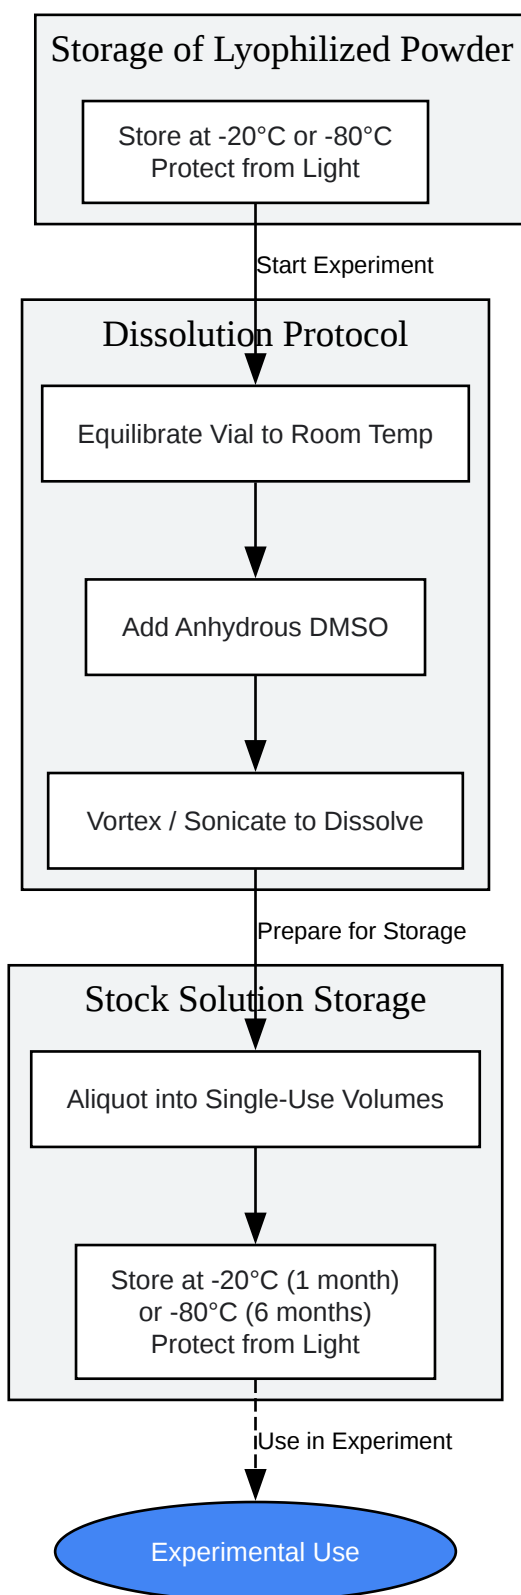 Storage of Lyophilized Powder
Store at -20°C or -80°C
Protect from Light
Start Experiment
Dissolution Protocol
Equilibrate Vial to Room Temp
Add Anhydrous DMSO
Vortex / Sonicate to Dissolve
Prepare for Storage
Stock Solution Storage
Aliquot into Single-Use Volumes
Store at -20°C (1 month)
or -80°C (6 months)
Protect from Light
Use in Experiment
Experimental Use